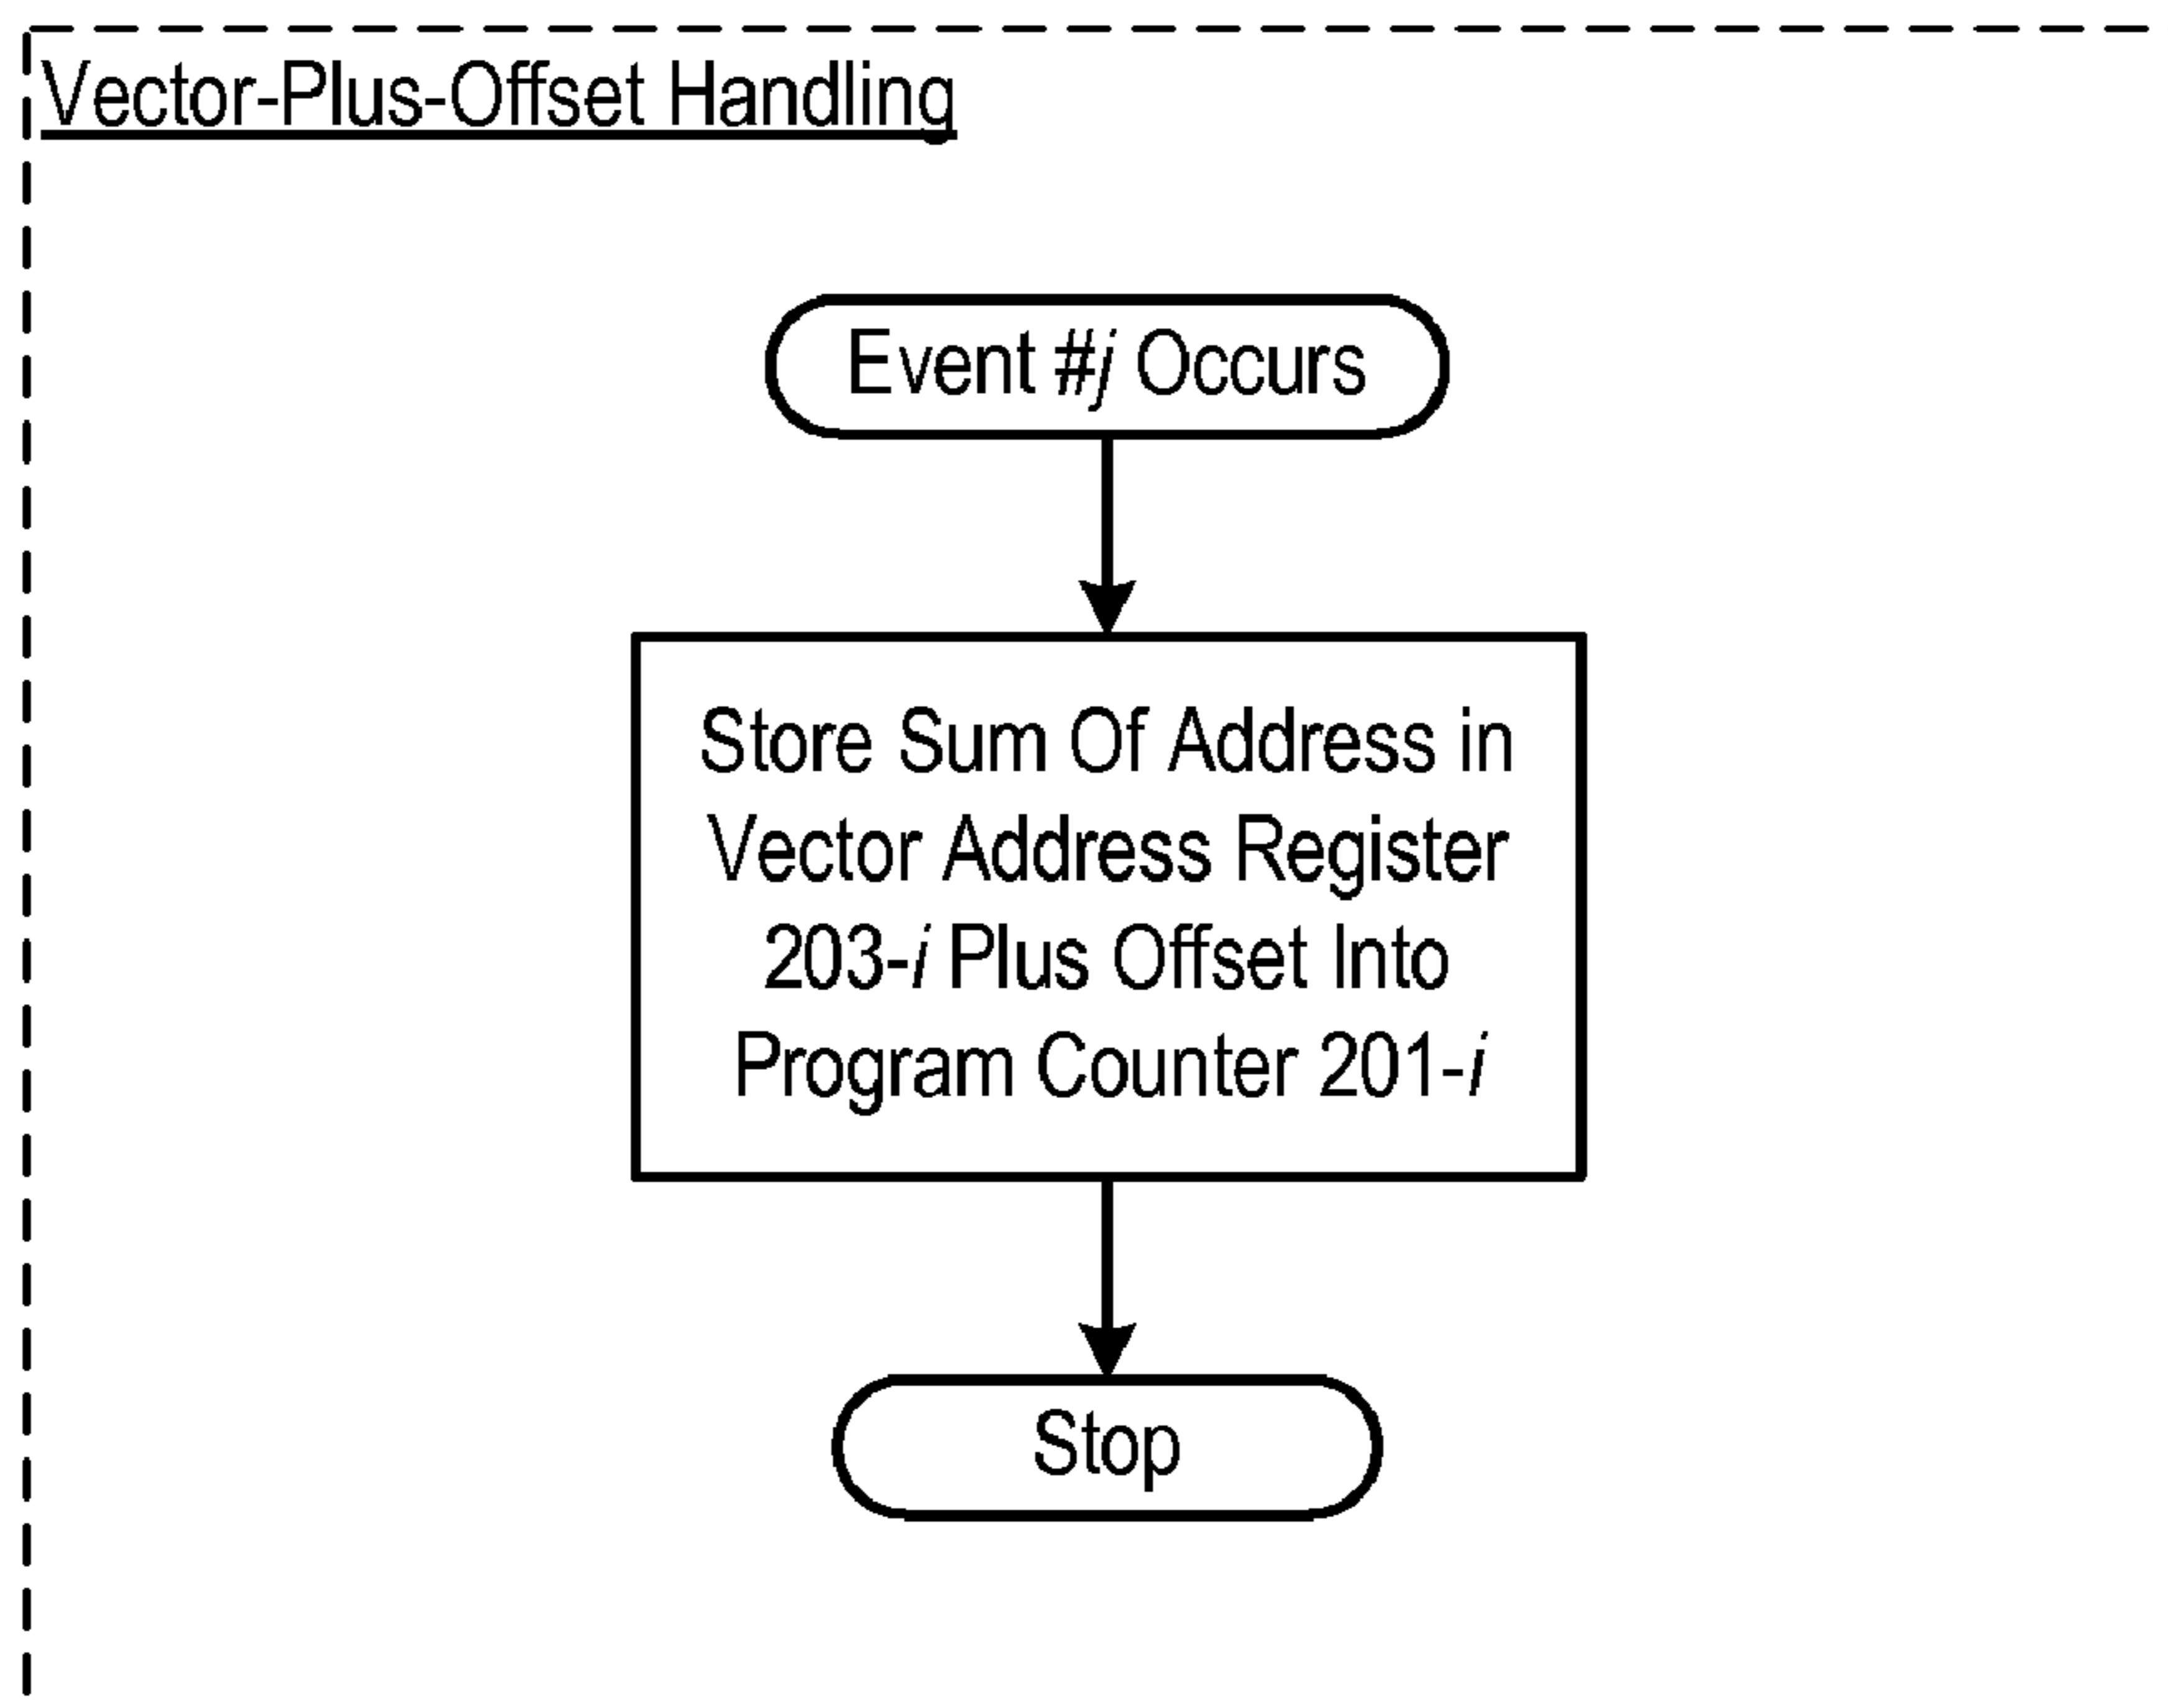 Vector-Plus-Offset Handling
Event #j Occurs
Store Sum Of Address in
Vector Address Register
203-i Plus Offset Into
Program Counter 201-i
Stop